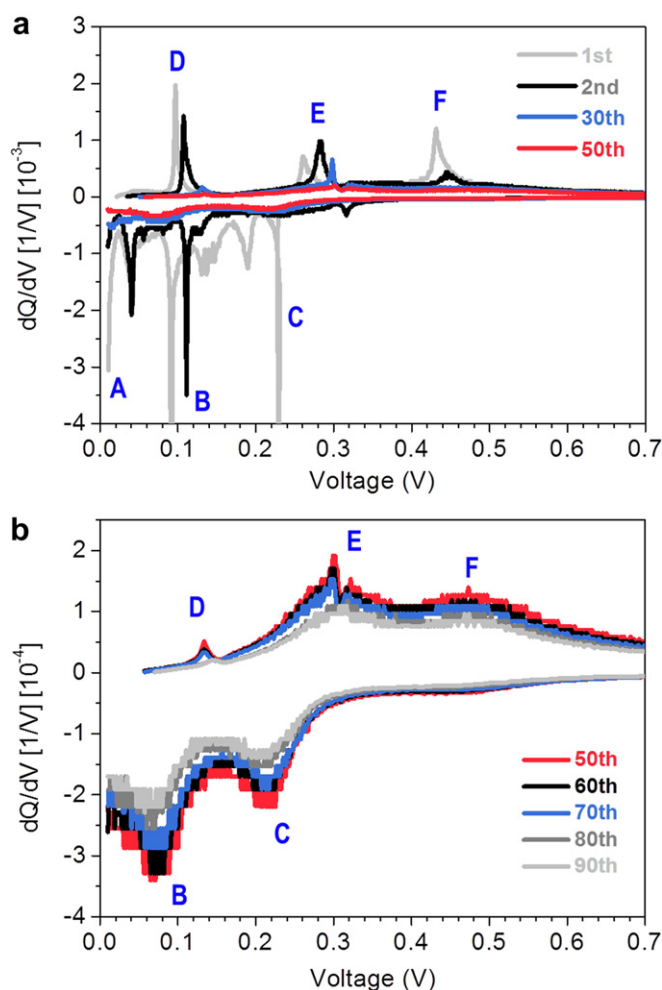 a
dQ/dV [1/V] [10⁻³]
3
2
1
0
-1
-2
-3
-4
D
E
F
1st
2nd
30th
50th
A
B
C
0.0 0.1 0.2 0.3 0.4 0.5 0.6 0.7
Voltage (V)
b
dQ/dV [1/V] [10⁻⁴]
2
1
0
-1
-2
-3
-4
D
E
F
B
C
50th
60th
70th
80th
90th
0.0 0.1 0.2 0.3 0.4 0.5 0.6 0.7
Voltage (V)